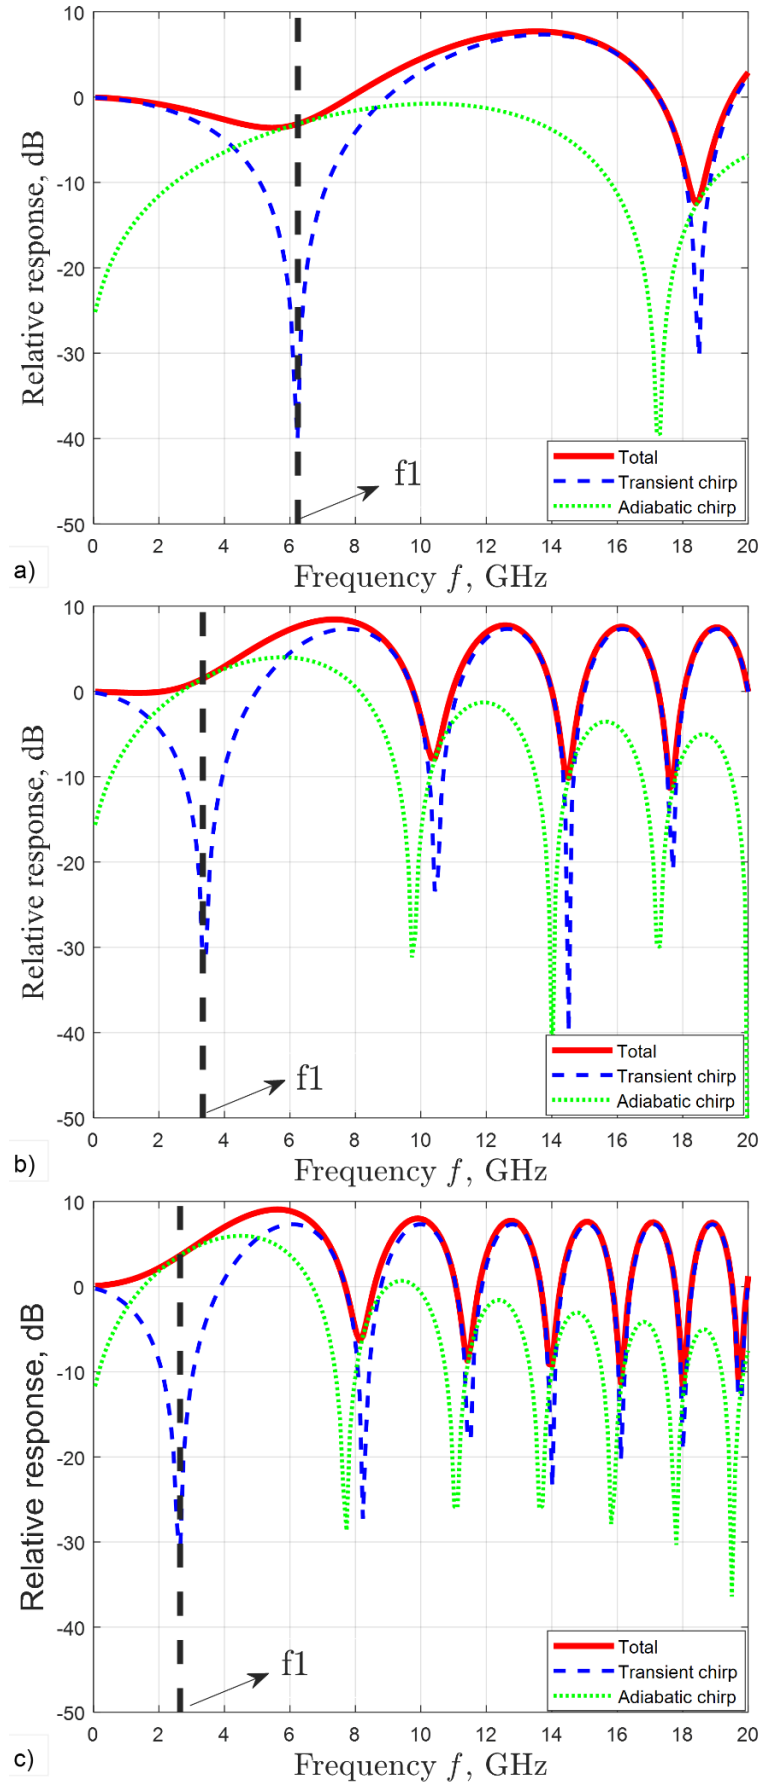 10
0
-10
-20
-30
-40
-50
Relative response, dB
f1
Total
Transient chirp
Adiabatic chirp
0 2 4 6 8 10 12 14 16 18 20
Frequency f, GHz
a)
10
0
-10
-20
-30
-40
-50
Relative response, dB
f1
Total
Transient chirp
Adiabatic chirp
0 2 4 6 8 10 12 14 16 18 20
Frequency f, GHz
b)
10
0
-10
-20
-30
-40
-50
Relative response, dB
f1
Total
Transient chirp
Adiabatic chirp
0 2 4 6 8 10 12 14 16 18 20
Frequency f, GHz
c)